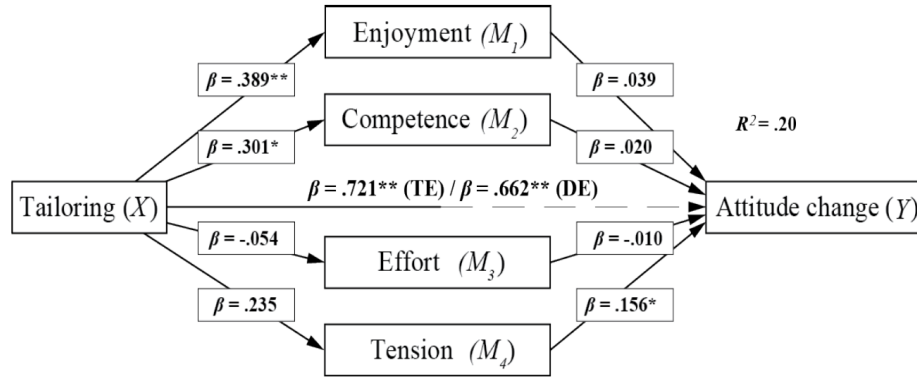 Enjoyment (M1)
β = .389**
β = .039
Competence (M2)
R2 = .20
β = .301*
β = .020
β = .721** (TE) / β = .662** (DE)
Tailoring (X)
Attitude change (Y)
β = -.054
β = -.010
Effort (M3)
β = .235
β = .156*
Tension (M4)